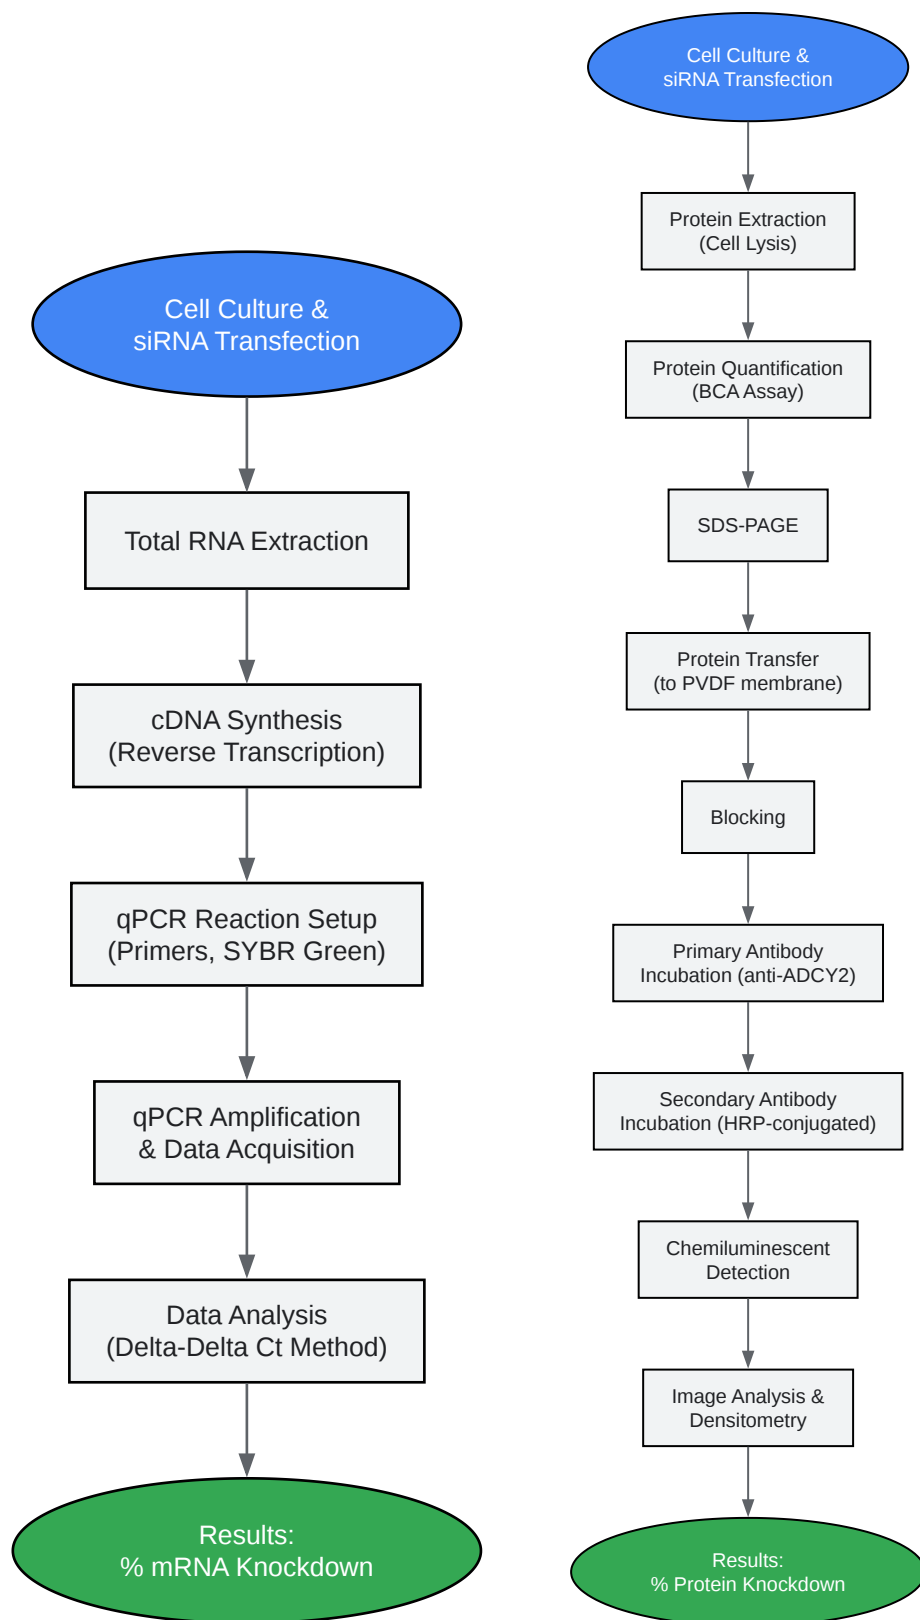 Cell Culture &
siRNA Transfection
Total RNA Extraction
cDNA Synthesis
(Reverse Transcription)
qPCR Reaction Setup
(Primers, SYBR Green)
qPCR Amplification
& Data Acquisition
Data Analysis
(Delta-Delta Ct Method)
Results:
% mRNA Knockdown
Cell Culture &
siRNA Transfection
Protein Extraction
(Cell Lysis)
Protein Quantification
(BCA Assay)
SDS-PAGE
Protein Transfer
(to PVDF membrane)
Blocking
Primary Antibody
Incubation (anti-ADCY2)
Secondary Antibody
Incubation (HRP-conjugated)
Chemiluminescent
Detection
Image Analysis &
Densitometry
Results:
% Protein Knockdown